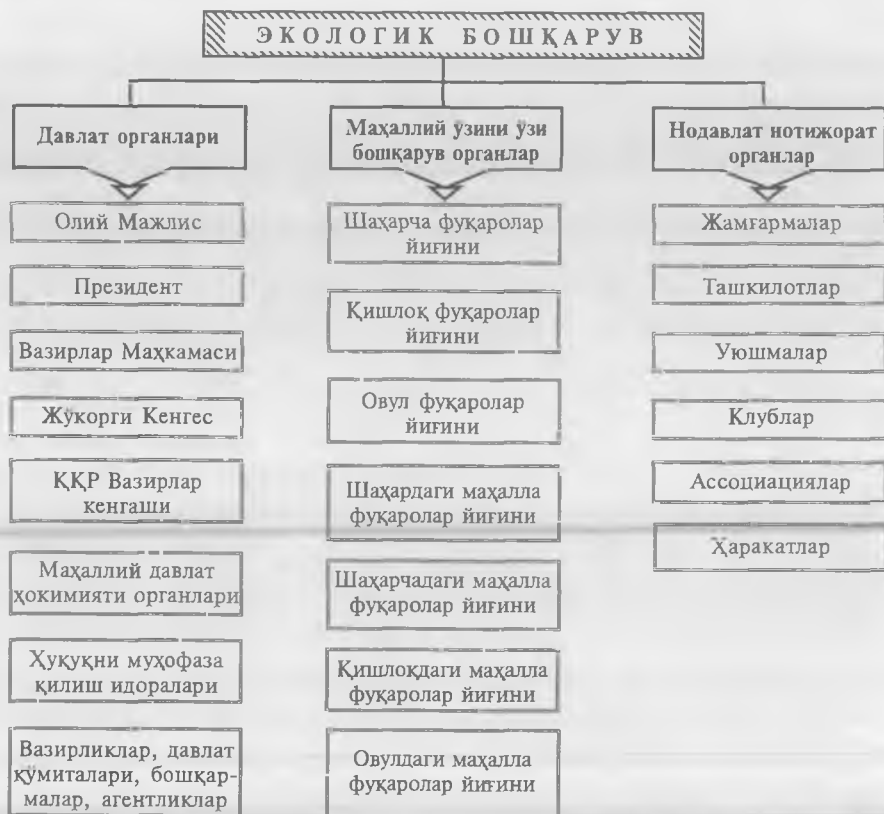 ЭКОЛОГИК БОШҚАРУВ
Давлат органлари
Олий Мажлис
Президент
Вазирлар Маҳкамаси
Жўкорги Кенгес
ҚҚР Вазирлар
кенгаши
Маҳаллий давлат
ҳокимияти органлари
Ҳуқуқни муҳофаза
қилиш идоралари
Вазирликлар, давлат
қўмиталари, бошқар-
малар, агентликлар
Маҳаллий ўзини ўзи
бошқарув органлар
Шаҳарча фуқаролар
йиғини
Қишлоқ фуқаролар
йиғини
Овул фуқаролар
йиғини
Шаҳардаги маҳалла
фуқаролар йиғини
Шаҳарчадаги маҳалла
фуқаролар йиғини
Қишлоқдаги маҳалла
фуқаролар йиғини
Овулдаги маҳалла
фуқаролар йиғини
Нодавлат нотижорат
органлар
Жамғармалар
Ташкилотлар
Уюшмалар
Клублар
Ассоциациялар
Ҳаракатлар